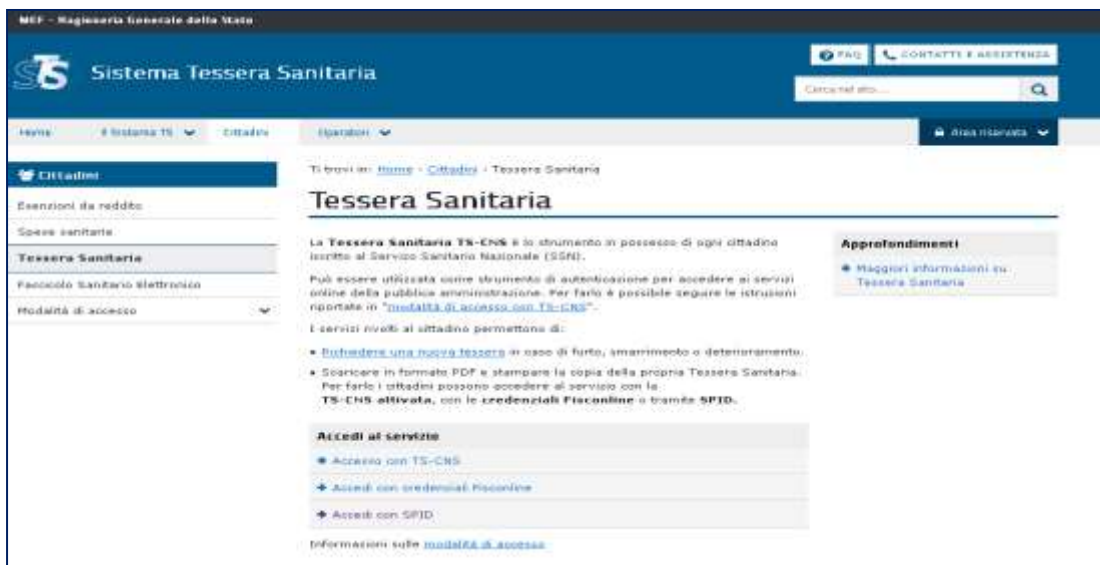 MEF - Ragioneria Generale dello Stato
STS
Sistema Tessera Sanitaria
FAQ
CONTATTI E ASSISTENZA
Cerca nel sito...
Home
Il Sistema TS
Cittadini
Operatori
Area riservata
Cittadini
Esenzioni da reddito
Spese sanitarie
Tessera Sanitaria
Fascicolo Sanitario Elettronico
Modalità di accesso
Ti trovi in: Home - Cittadini - Tessera Sanitaria
Tessera Sanitaria
La Tessera Sanitaria TS-CNS è lo strumento in possesso di ogni cittadino
iscritto al Servizo Sanitario Nazionale (SSN).
Può essere utilizzata come strumento di autenticazione per accedere ai servizi
online della pubblica amministrazione. Per farlo è possibile seguire le istruzioni
riportate in "modalità di accesso con TS-CNS".
I servizi rivolti al cittadino permettono di:
Richiedere una nuova tessera in caso di furto, smarrimento o deterioramento.
Scaricare in formato PDF e stampare la copia della propria Tessera Sanitaria.
Per farlo i cittadini possono accedere al servizio con la
TS-CNS attivata, con le credenziali Fisconline o tramite SPID.
Accedi al servizio
Accesso con TS-CNS
Accedi con credenziali Fisconline
Accedi con SPID
Informazioni sulle modalità di accesso
Approfondimenti
Maggiori informazioni su
Tessera Sanitaria